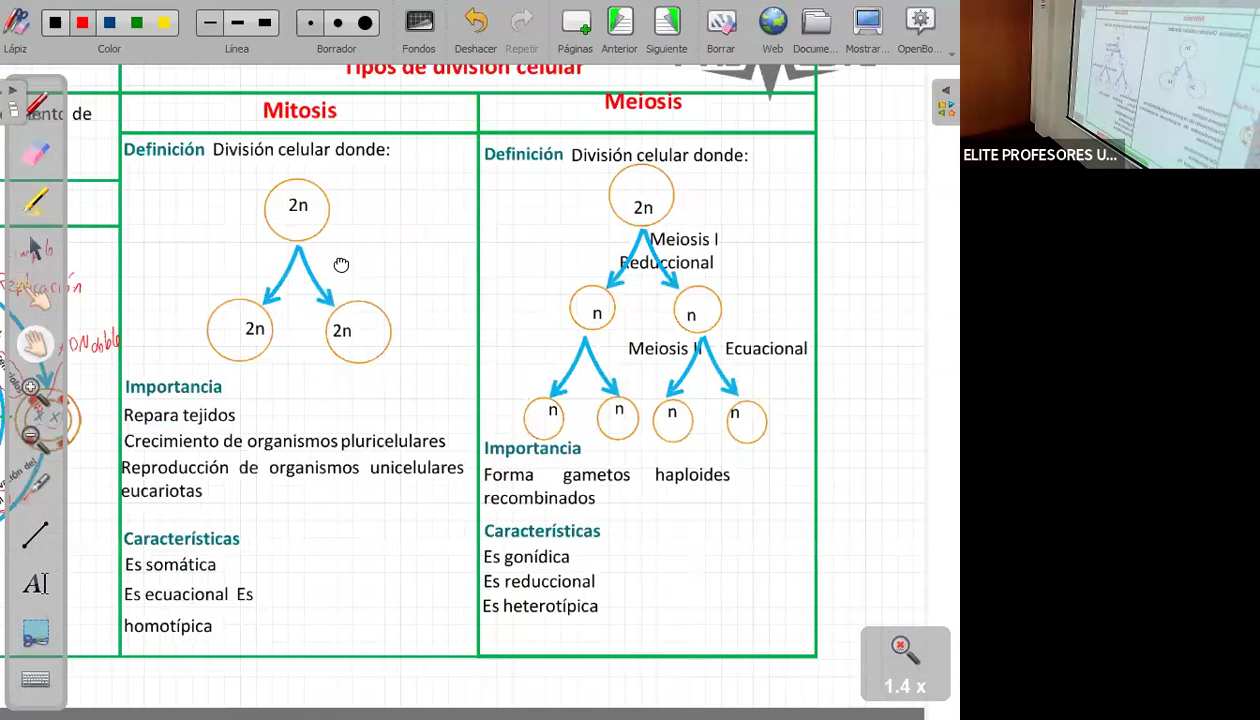 Lápiz
Color
Línea
Borrador
Fondos
Deshacer
Repetir
Páginas
Anterior
Siguiente
Borrar
Web
Docume...
Mostrar...
OpenBo...
Tipos de división celular
Mitosis
Meiosis
de
Definición División celular donde:
2n
2n
2n
Importancia
Repara tejidos
Crecimiento de organismos pluricelulares
Reproducción de organismos unicelulares
eucariotas
Características
Es somática
Es ecuacional Es
homotípica
Definición División celular donde:
2n
Meiosis I
Reduccional
n
n
Meiosis II Ecuacional
n
n
n
n
Importancia
Forma gametos haploides
recombinados
Características
Es gonídica
Es reduccional
Es heterotípica
1.4 x
ELITE PROFESORES U...